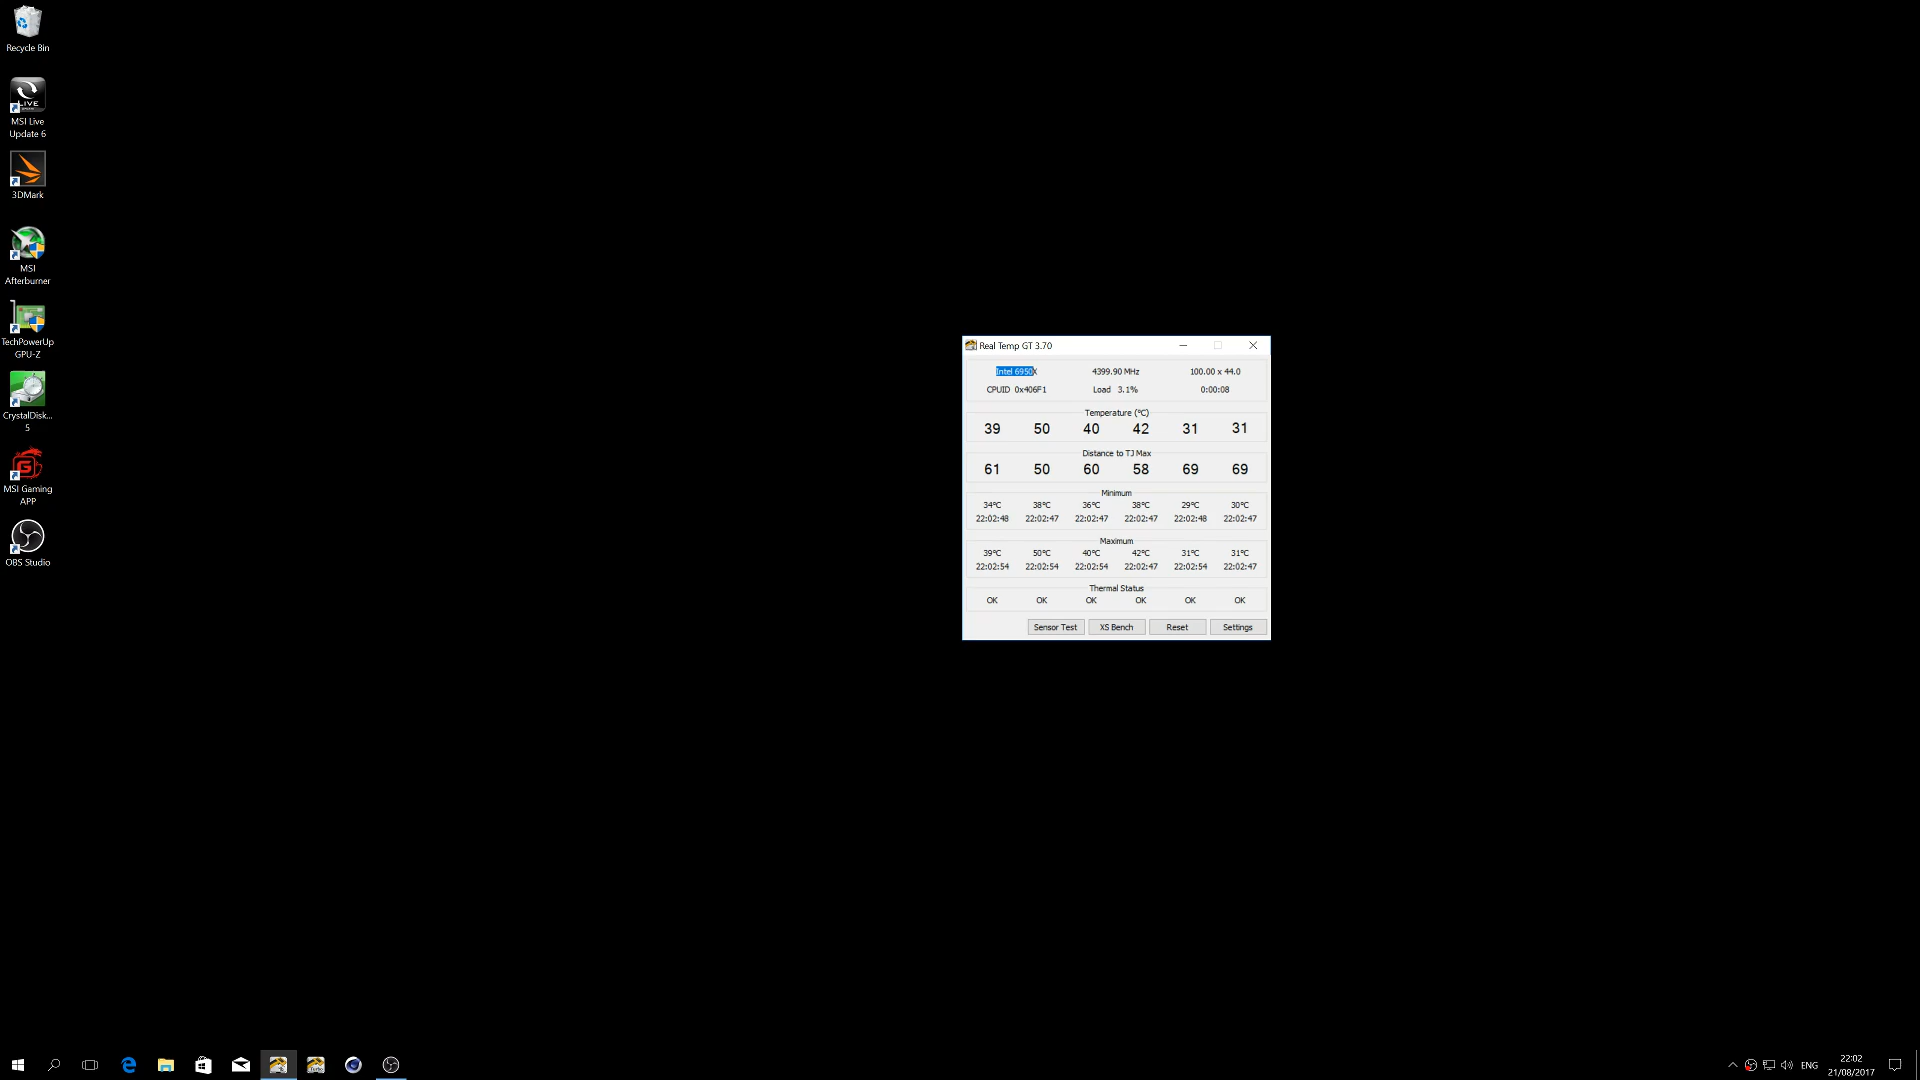 Recycle Bin
LIVE
MSI Live
Update 6
3DMark
MSI
Afterburner
TechPowerUp
GPU-Z
CrystalDisk...
5
MSI Gaming
APP
OBS Studio
Real Temp GT 3.70
Intel 6950X 4399.90 MHz 100.00 x 44.0
CPUID 0x406F1 Load 3.1% 0:00:08
Temperature (°C)
39 50 40 42 31 31
Distance to TJ Max
61 50 60 58 69 69
Minimum
34°C 38°C 36°C 38°C 29°C 30°C
22:02:48 22:02:47 22:02:47 22:02:47 22:02:48 22:02:47
Maximum
39°C 50°C 40°C 42°C 31°C 31°C
22:02:54 22:02:54 22:02:54 22:02:47 22:02:54 22:02:47
Thermal Status
OK OK OK OK OK OK
Sensor Test XS Bench Reset Settings
ENG
22:02
21/08/2017